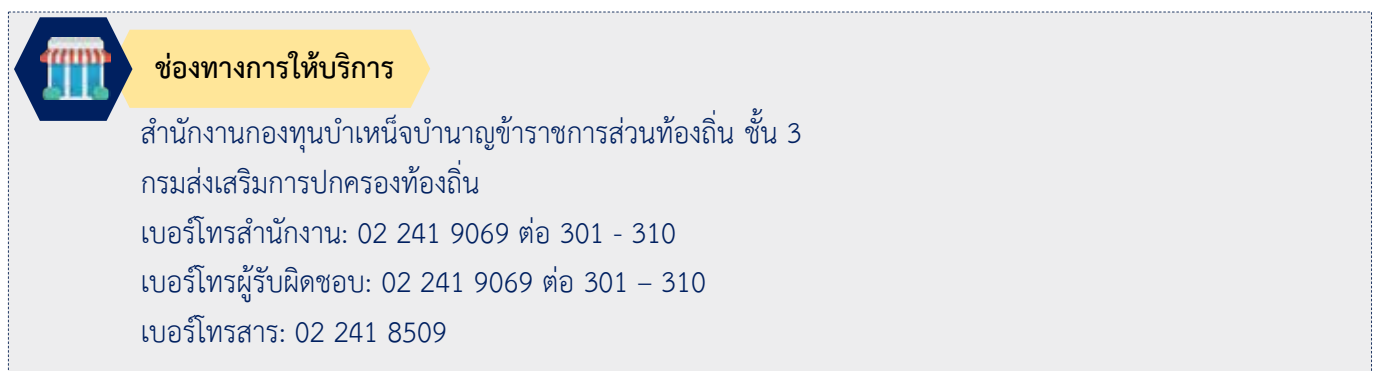 ช่องทางการให้บริการ
สำนักงานกองทุนบำเหน็จบำนาญข้าราชการส่วนท้องถิ่น ชั้น 3
กรมส่งเสริมการปกครองท้องถิ่น
เบอร์โทรสำนักงาน: 02 241 9069 ต่อ 301 - 310
เบอร์โทรผู้รับผิดชอบ: 02 241 9069 ต่อ 301 – 310
เบอร์โทรสาร: 02 241 8509